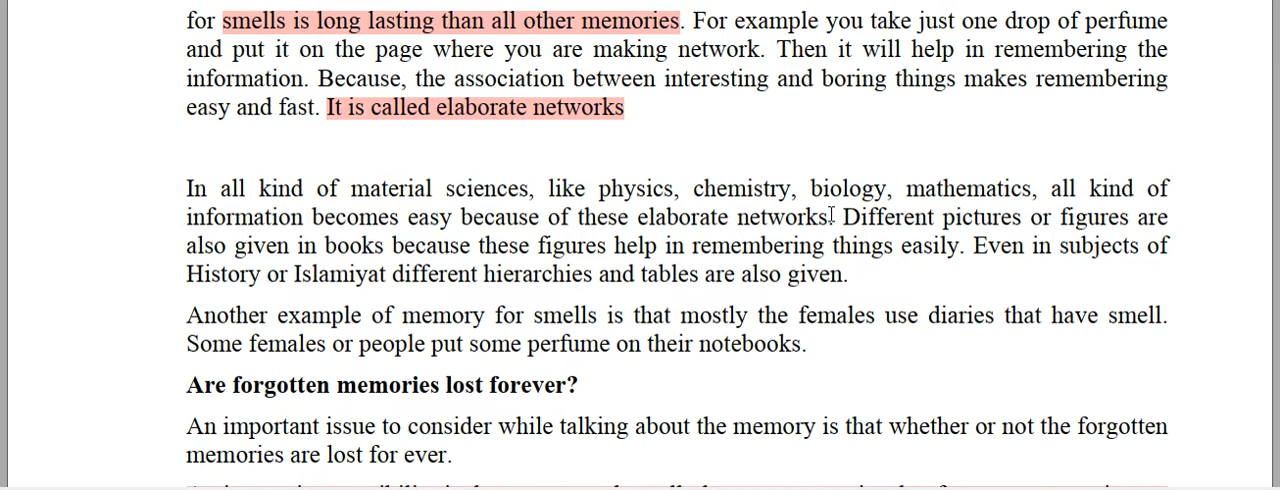 for smells is long lasting than all other memories. For example you take just one drop of perfume
and put it on the page where you are making network. Then it will help in remembering the
information. Because, the association between interesting and boring things makes remembering
easy and fast. It is called elaborate networks
In all kind of material sciences, like physics, chemistry, biology, mathematics, all kind of
information becomes easy because of these elaborate networks. Different pictures or figures are
also given in books because these figures help in remembering things easily. Even in subjects of
History or Islamiyat different hierarchies and tables are also given.
Another example of memory for smells is that mostly the females use diaries that have smell.
Some females or people put some perfume on their notebooks.
Are forgotten memories lost forever?
An important issue to consider while talking about the memory is that whether or not the forgotten
memories are lost for ever.